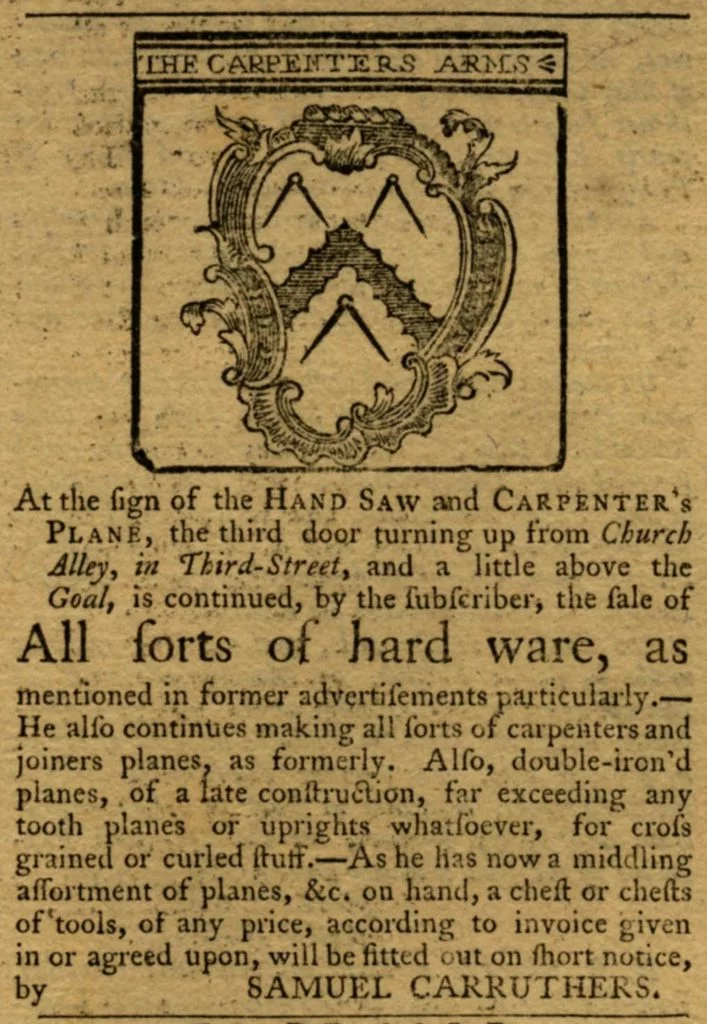 THE CARPENTERS ARMS
At the ſign of the HAND SAW and CARPENTER's
PLANE, the third door turning up from Church
Alley, in Third-Street, and a little above the
Goal, is continued, by the ſubſcriber, the ſale of
All ſorts of hard ware, as
mentioned in former advertiſements particularly.—
He alſo continues making all ſorts of carpenters and
joiners planes, as formerly. Alſo, double-iron'd
planes, of a late conſtruction, far exceeding any
tooth planes or uprights whatſoever, for croſs
grained or curled ſtuff.—As he has now a middling
aſſortment of planes, &c. on hand, a cheſt or cheſts
of tools, of any price, according to invoice given
in or agreed upon, will be fitted out on ſhort notice,
by SAMUEL CARRUTHERS.